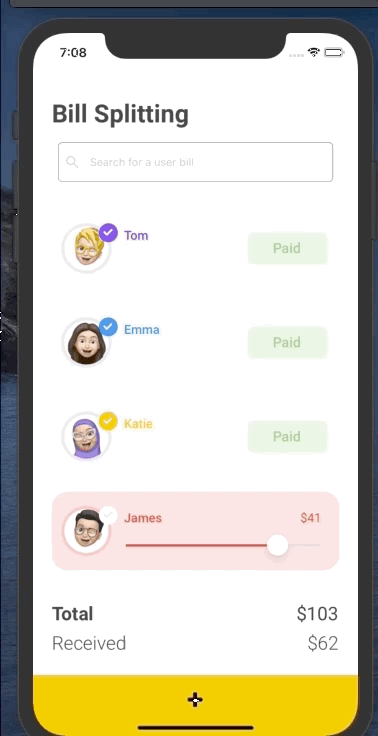 7:08
Bill Splitting
Search for a user bill
Tom
Paid
Emma
Paid
Katie
Paid
James $41
Total $103
Received $62